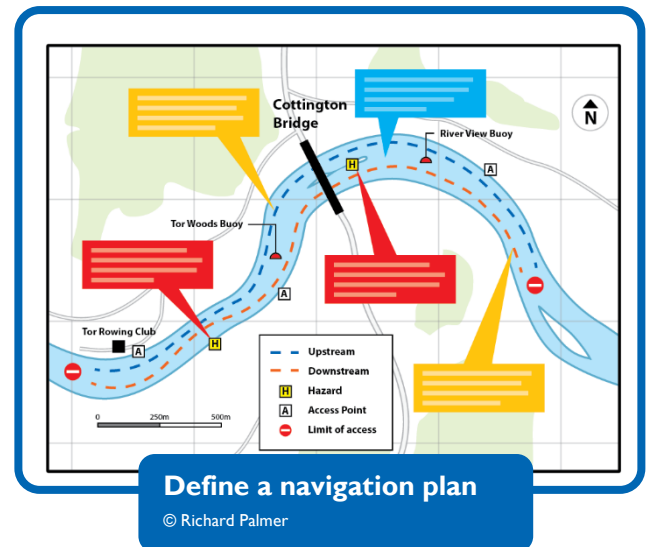 Cottington
Bridge
N
River View Buoy
H
A
Tor Woods Buoy
A
Tor Rowing Club
A
H
Upstream
Downstream
H Hazard
A Access Point
Limit of access
0 250m 500m
Define a navigation plan
© Richard Palmer